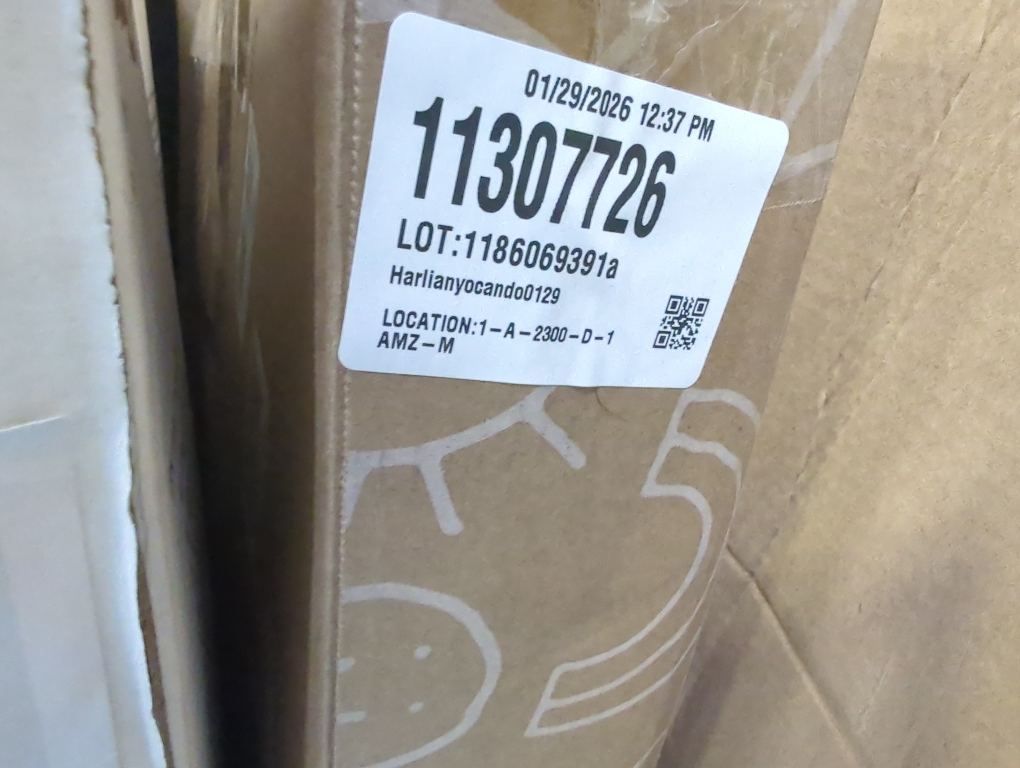 01/29/2026 12:37 PM
11307726
LOT:1186069391a
Harlianyocando0129
LOCATION:1-A-2300-D-1
AMZ-M